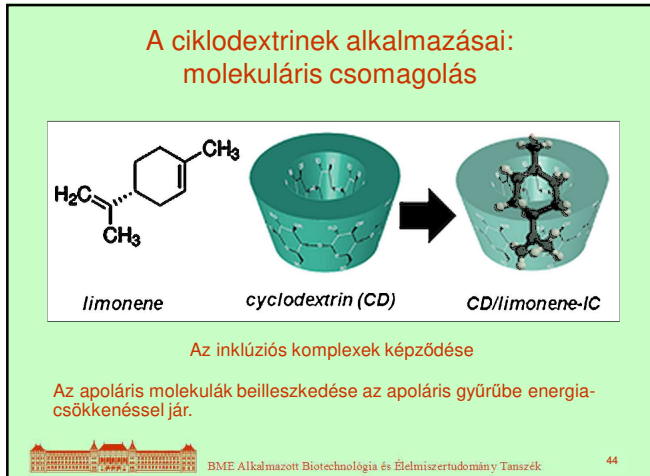 A ciklodextrinek alkalmazásai:
molekuláris csomagolás
CH₃
H₂C
CH₃
limonene
cyclodextrin (CD)
CD/limonene-IC
Az inklúziós komplexek képződése
Az apoláris molekulák beilleszkedése az apoláris gyűrűbe energia-
csökkenéssel jár.
BME Alkalmazott Biotechnológia és Élelmiszertudomány Tanszék
44